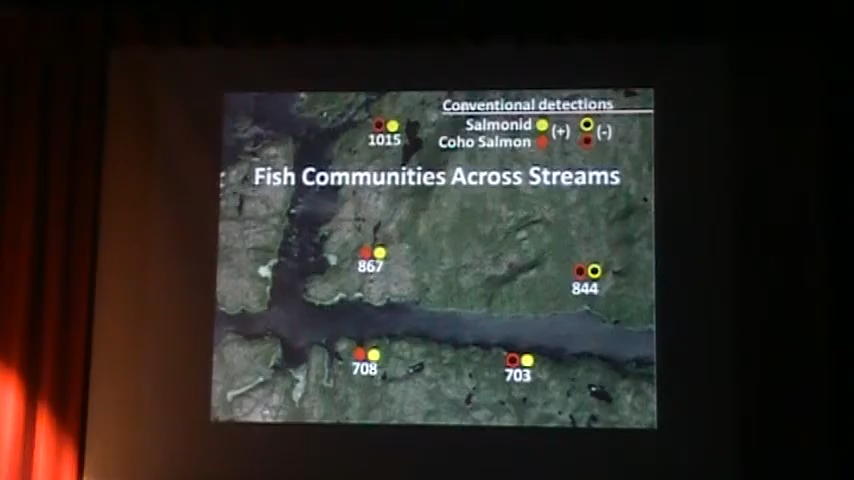 Conventional detections
Salmonid (+) (-)
Coho Salmon
1015
Fish Communities Across Streams
867
844
708
703